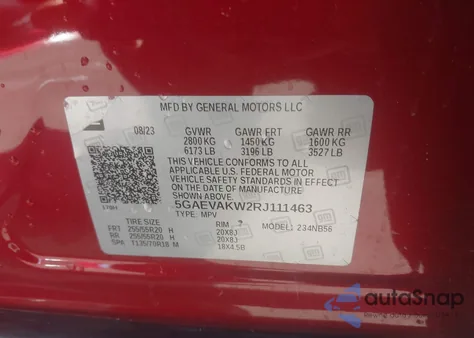 MFD BY GENERAL MOTORS LLC
08/23 GVWR GAWR FRT GAWR RR
2800 KG 1450 KG 1600 KG
6173 LB 3196 LB 3527 LB
THIS VEHICLE CONFORMS TO ALL
APPLICABLE U.S. FEDERAL MOTOR
VEHICLE SAFETY STANDARDS IN EFFECT ON
THE DATE OF MANUFACTURE
5GAEVAKW2RJ111463
TYPE: MPV
TIRE SIZE RIM MODEL: 234NB56
FRT 255/55R20 H 20X8J
RR 255/55R20 H 20X8J
SPA T135/70R18 M 18X4.5B
autoSnap